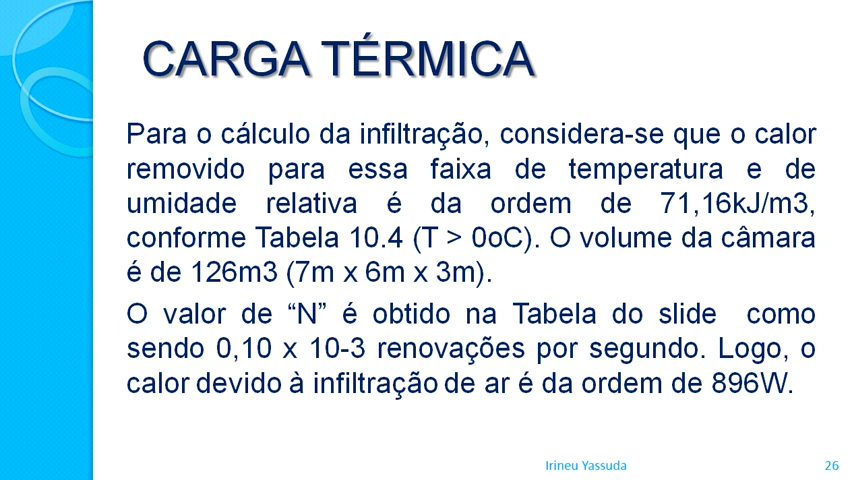 CARGA TÉRMICA
Para o cálculo da infiltração, considera-se que o calor
removido para essa faixa de temperatura e de
umidade relativa é da ordem de 71,16kJ/m3,
conforme Tabela 10.4 (T > 0oC). O volume da câmara
é de 126m3 (7m x 6m x 3m).
O valor de “N” é obtido na Tabela do slide como
sendo 0,10 x 10-3 renovações por segundo. Logo, o
calor devido à infiltração de ar é da ordem de 896W.
Irineu Yassuda
26